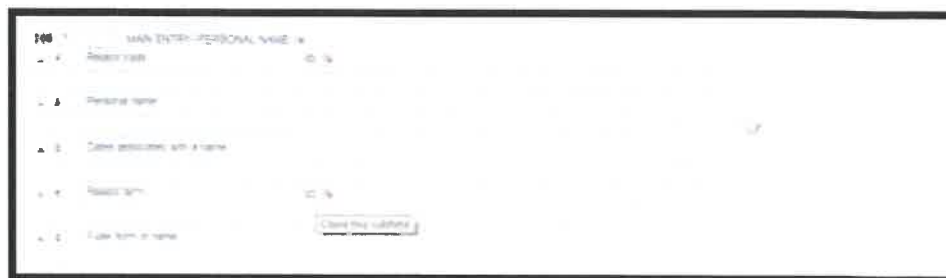 100 MAIN ENTRY--PERSONAL NAME
4 Relator code
a Personal name
d Dates associated with a name
e Relator term
Clone this subfield
q Fuller form of name